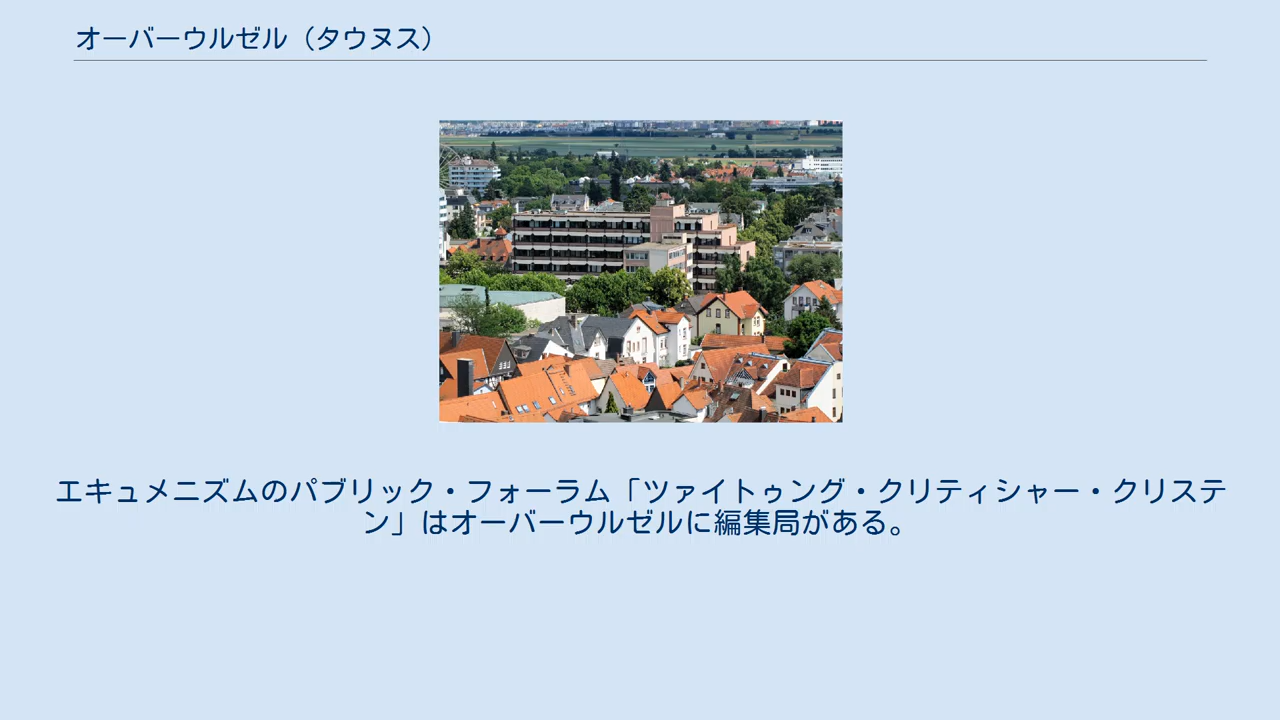 オーバーウルゼル（タウヌス）
エキュメニズムのパブリック・フォーラム「ツァイトゥング・クリティシャー・クリステ
ン」はオーバーウルゼルに編集局がある。